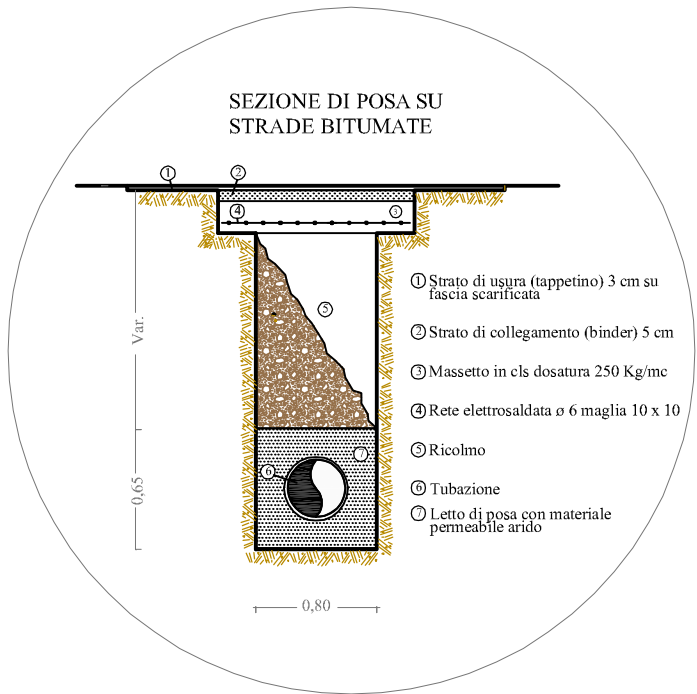 SEZIONE DI POSA SU
STRADE BITUMATE
1
2
4
3
5
7
6
Var.
0,65
0,80
1 Strato di usura (tappetino) 3 cm su
fascia scarificata
2 Strato di collegamento (binder) 5 cm
3 Massetto in cls dosatura 250 Kg/mc
4 Rete elettrosaldata ø 6 maglia 10 x 10
5 Ricolmo
6 Tubazione
7 Letto di posa con materiale
permeabile arido